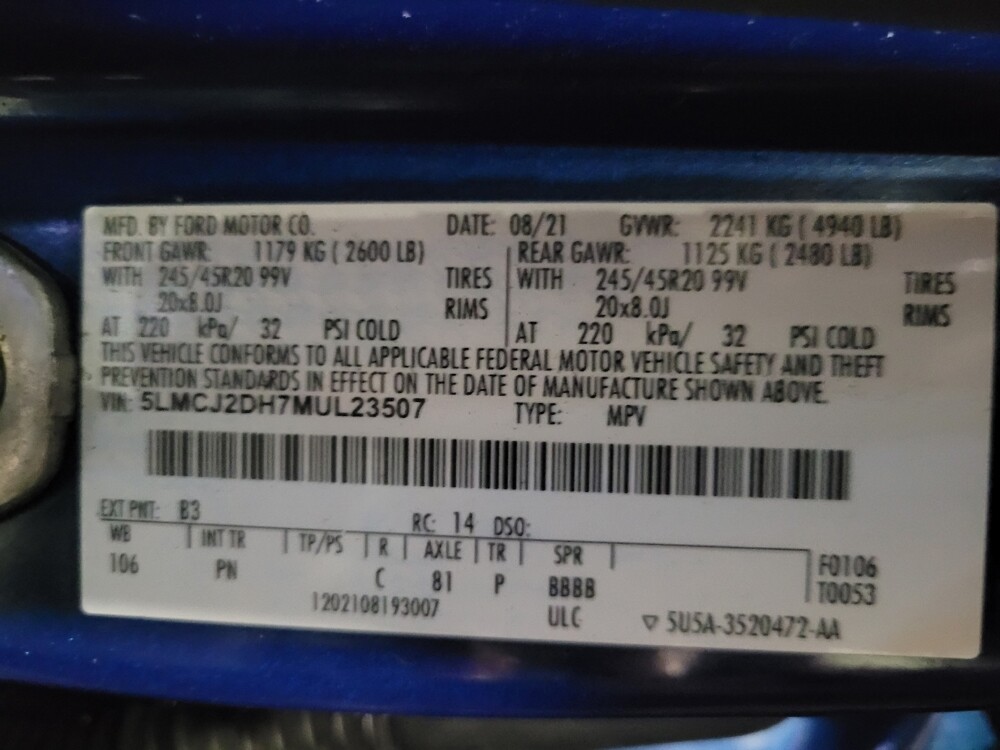 MFD. BY FORD MOTOR CO. DATE: 08/21 GVWR: 2241 KG ( 4940 LB)
FRONT GAWR: 1179 KG ( 2600 LB) REAR GAWR: 1125 KG ( 2480 LB)
WITH 245/45R20 99V TIRES WITH 245/45R20 99V TIRES
20x8.0J RIMS 20x8.0J RIMS
AT 220 kPa/ 32 PSI COLD AT 220 kPa/ 32 PSI COLD
THIS VEHICLE CONFORMS TO ALL APPLICABLE FEDERAL MOTOR VEHICLE SAFETY AND THEFT
PREVENTION STANDARDS IN EFFECT ON THE DATE OF MANUFACTURE SHOWN ABOVE.
VIN: 5LMCJ2DH7MUL23507 TYPE: MPV
EXT PNT: B3 RC: 14 DSO:
WB INT TR TP/PS R AXLE TR SPR F0106
106 PN C 81 P BBBB T0053
1202108193007 ULC ▽ 5U5A-3520472-AA